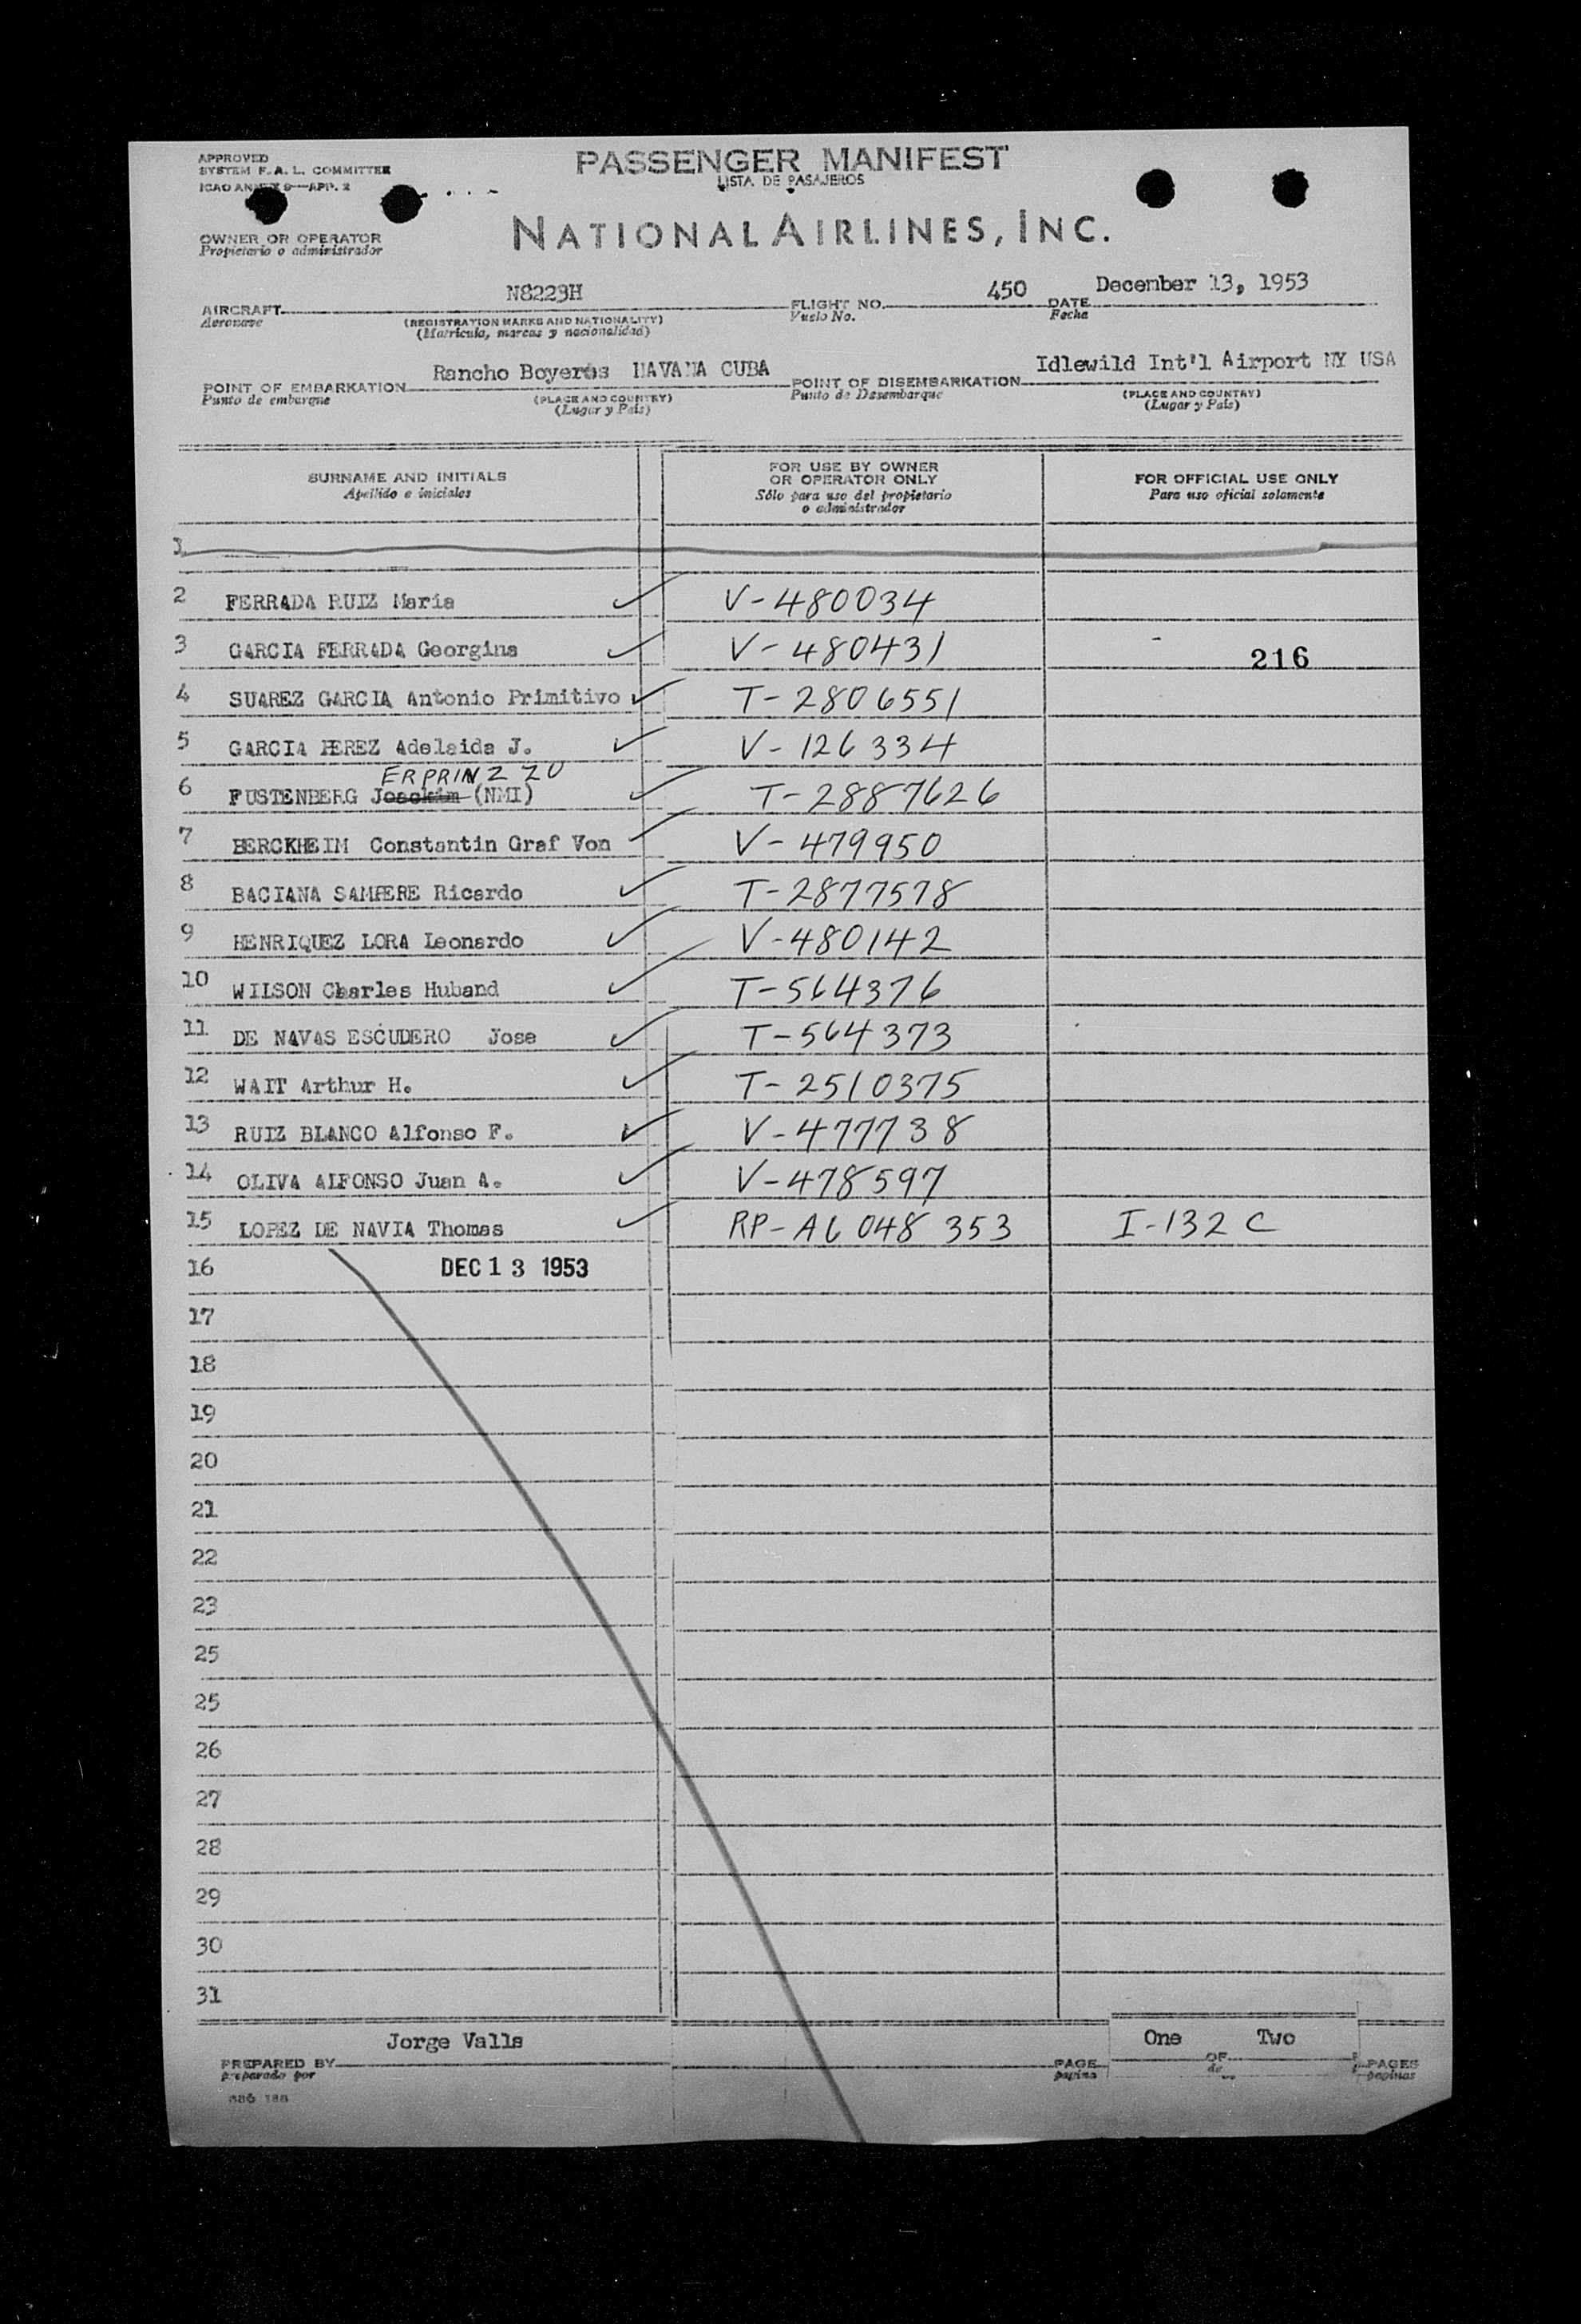 APPROVED
SYSTEM F. A. L. COMMITTEE
ICAO ANNEX 9—APP. 2
PASSENGER MANIFEST
LISTA DE PASAJEROS
OWNER OR OPERATOR
Propietario o administrador
NATIONAL AIRLINES, INC.
AIRCRAFT N8223H FLIGHT NO. 450 DATE December 13, 1953
Aeronave (REGISTRATION MARKS AND NATIONALITY) Vuelo No. Fecha
(Matricula, marcas y nacionalidad)
POINT OF EMBARKATION Rancho Boyeros HAVANA CUBA POINT OF DISEMBARKATION Idlewild Int'l Airport NY USA
Punto de embarque (PLACE AND COUNTRY) Punto de Desembarque (PLACE AND COUNTRY)
(Lugar y País) (Lugar y País)
SURNAME AND INITIALS
Apellido e iniciales
FOR USE BY OWNER
OR OPERATOR ONLY
Sólo para uso del propietario
o administrador
FOR OFFICIAL USE ONLY
Para uso oficial solamente
1
2 FERRADA RUIZ Maria V-480034
3 GARCIA FERRADA Georgina V-480431 216
4 SUAREZ GARCIA Antonio Primitivo T-2806551
5 GARCIA PEREZ Adelaida J. V-126334
ERPRINZ ZU
6 FUSTENBERG Joackim (NMI) T-2887626
7 BERCKHEIM Constantin Graf Von V-479950
8 BACIANA SAMPERE Ricardo T-2877578
9 HENRIQUEZ LORA Leonardo V-480142
10 WILSON Charles Huband T-564376
11 DE NAVAS ESCUDERO Jose T-564373
12 WAIT Arthur H. T-2510375
13 RUIZ BLANCO Alfonso F. V-477738
14 OLIVA ALFONSO Juan A. V-478597
15 LOPEZ DE NAVIA Thomas RP-A6 048 353 I-132 C
16 DEC 13 1953
17
18
19
20
21
22
23
25
25
26
27
28
29
30
31
PREPARED BY Jorge Valls PAGE One OF Two PAGES
preparado por página de páginas